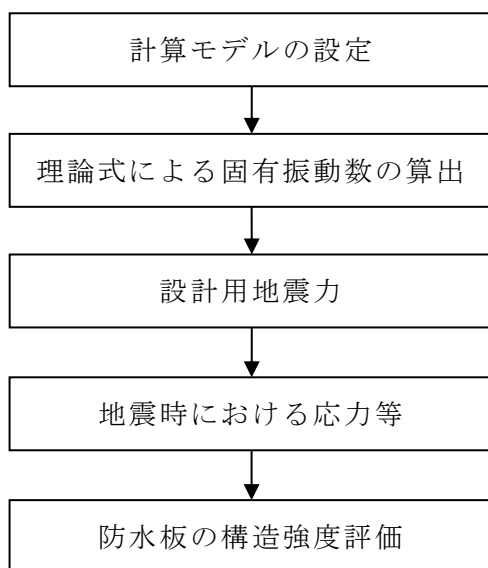 計算モデルの設定
理論式による固有振動数の算出
設計用地震力
地震時における応力等
防水板の構造強度評価